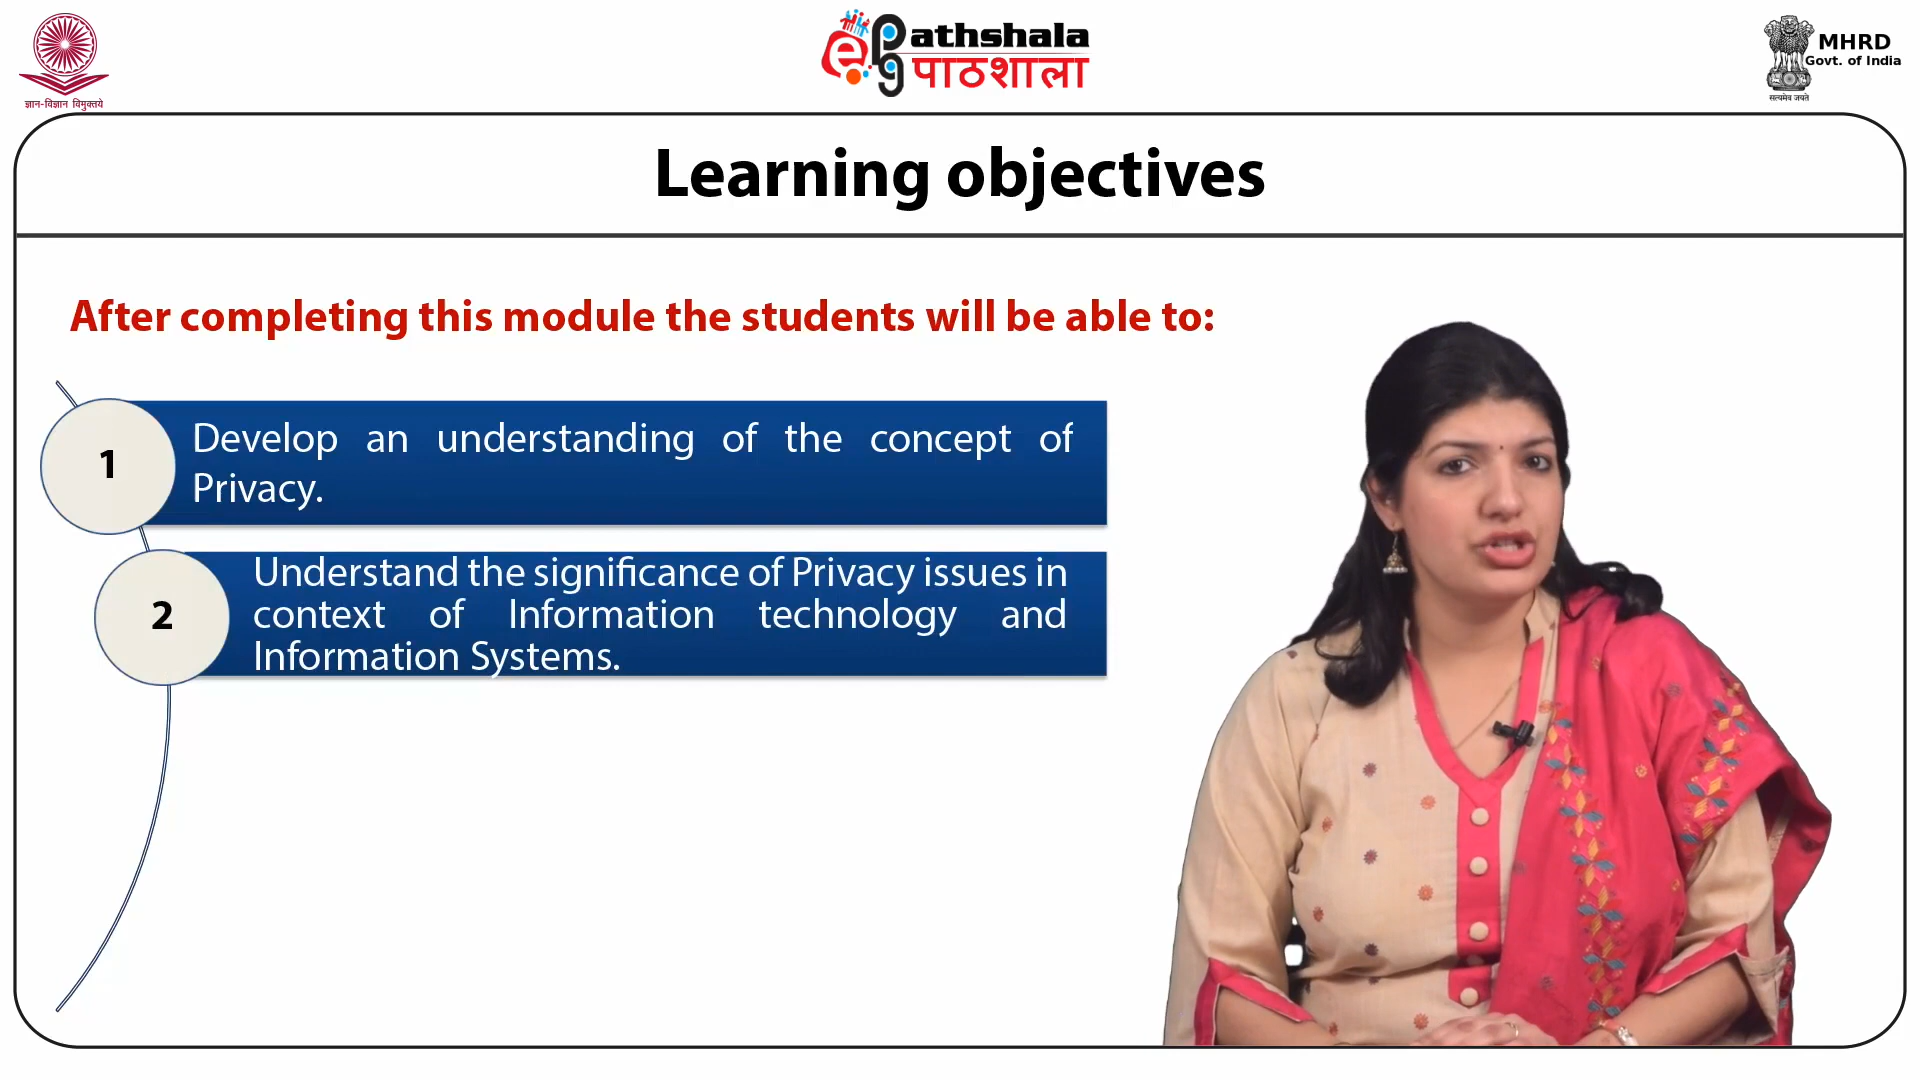 ज्ञान-विज्ञान विमुक्तये
ePathshala
पाठशाला
MHRD
Govt. of India
सत्यमेव जयते
Learning objectives
After completing this module the students will be able to:
1
Develop an understanding of the concept of
Privacy.
2
Understand the significance of Privacy issues in
context of Information technology and
Information Systems.